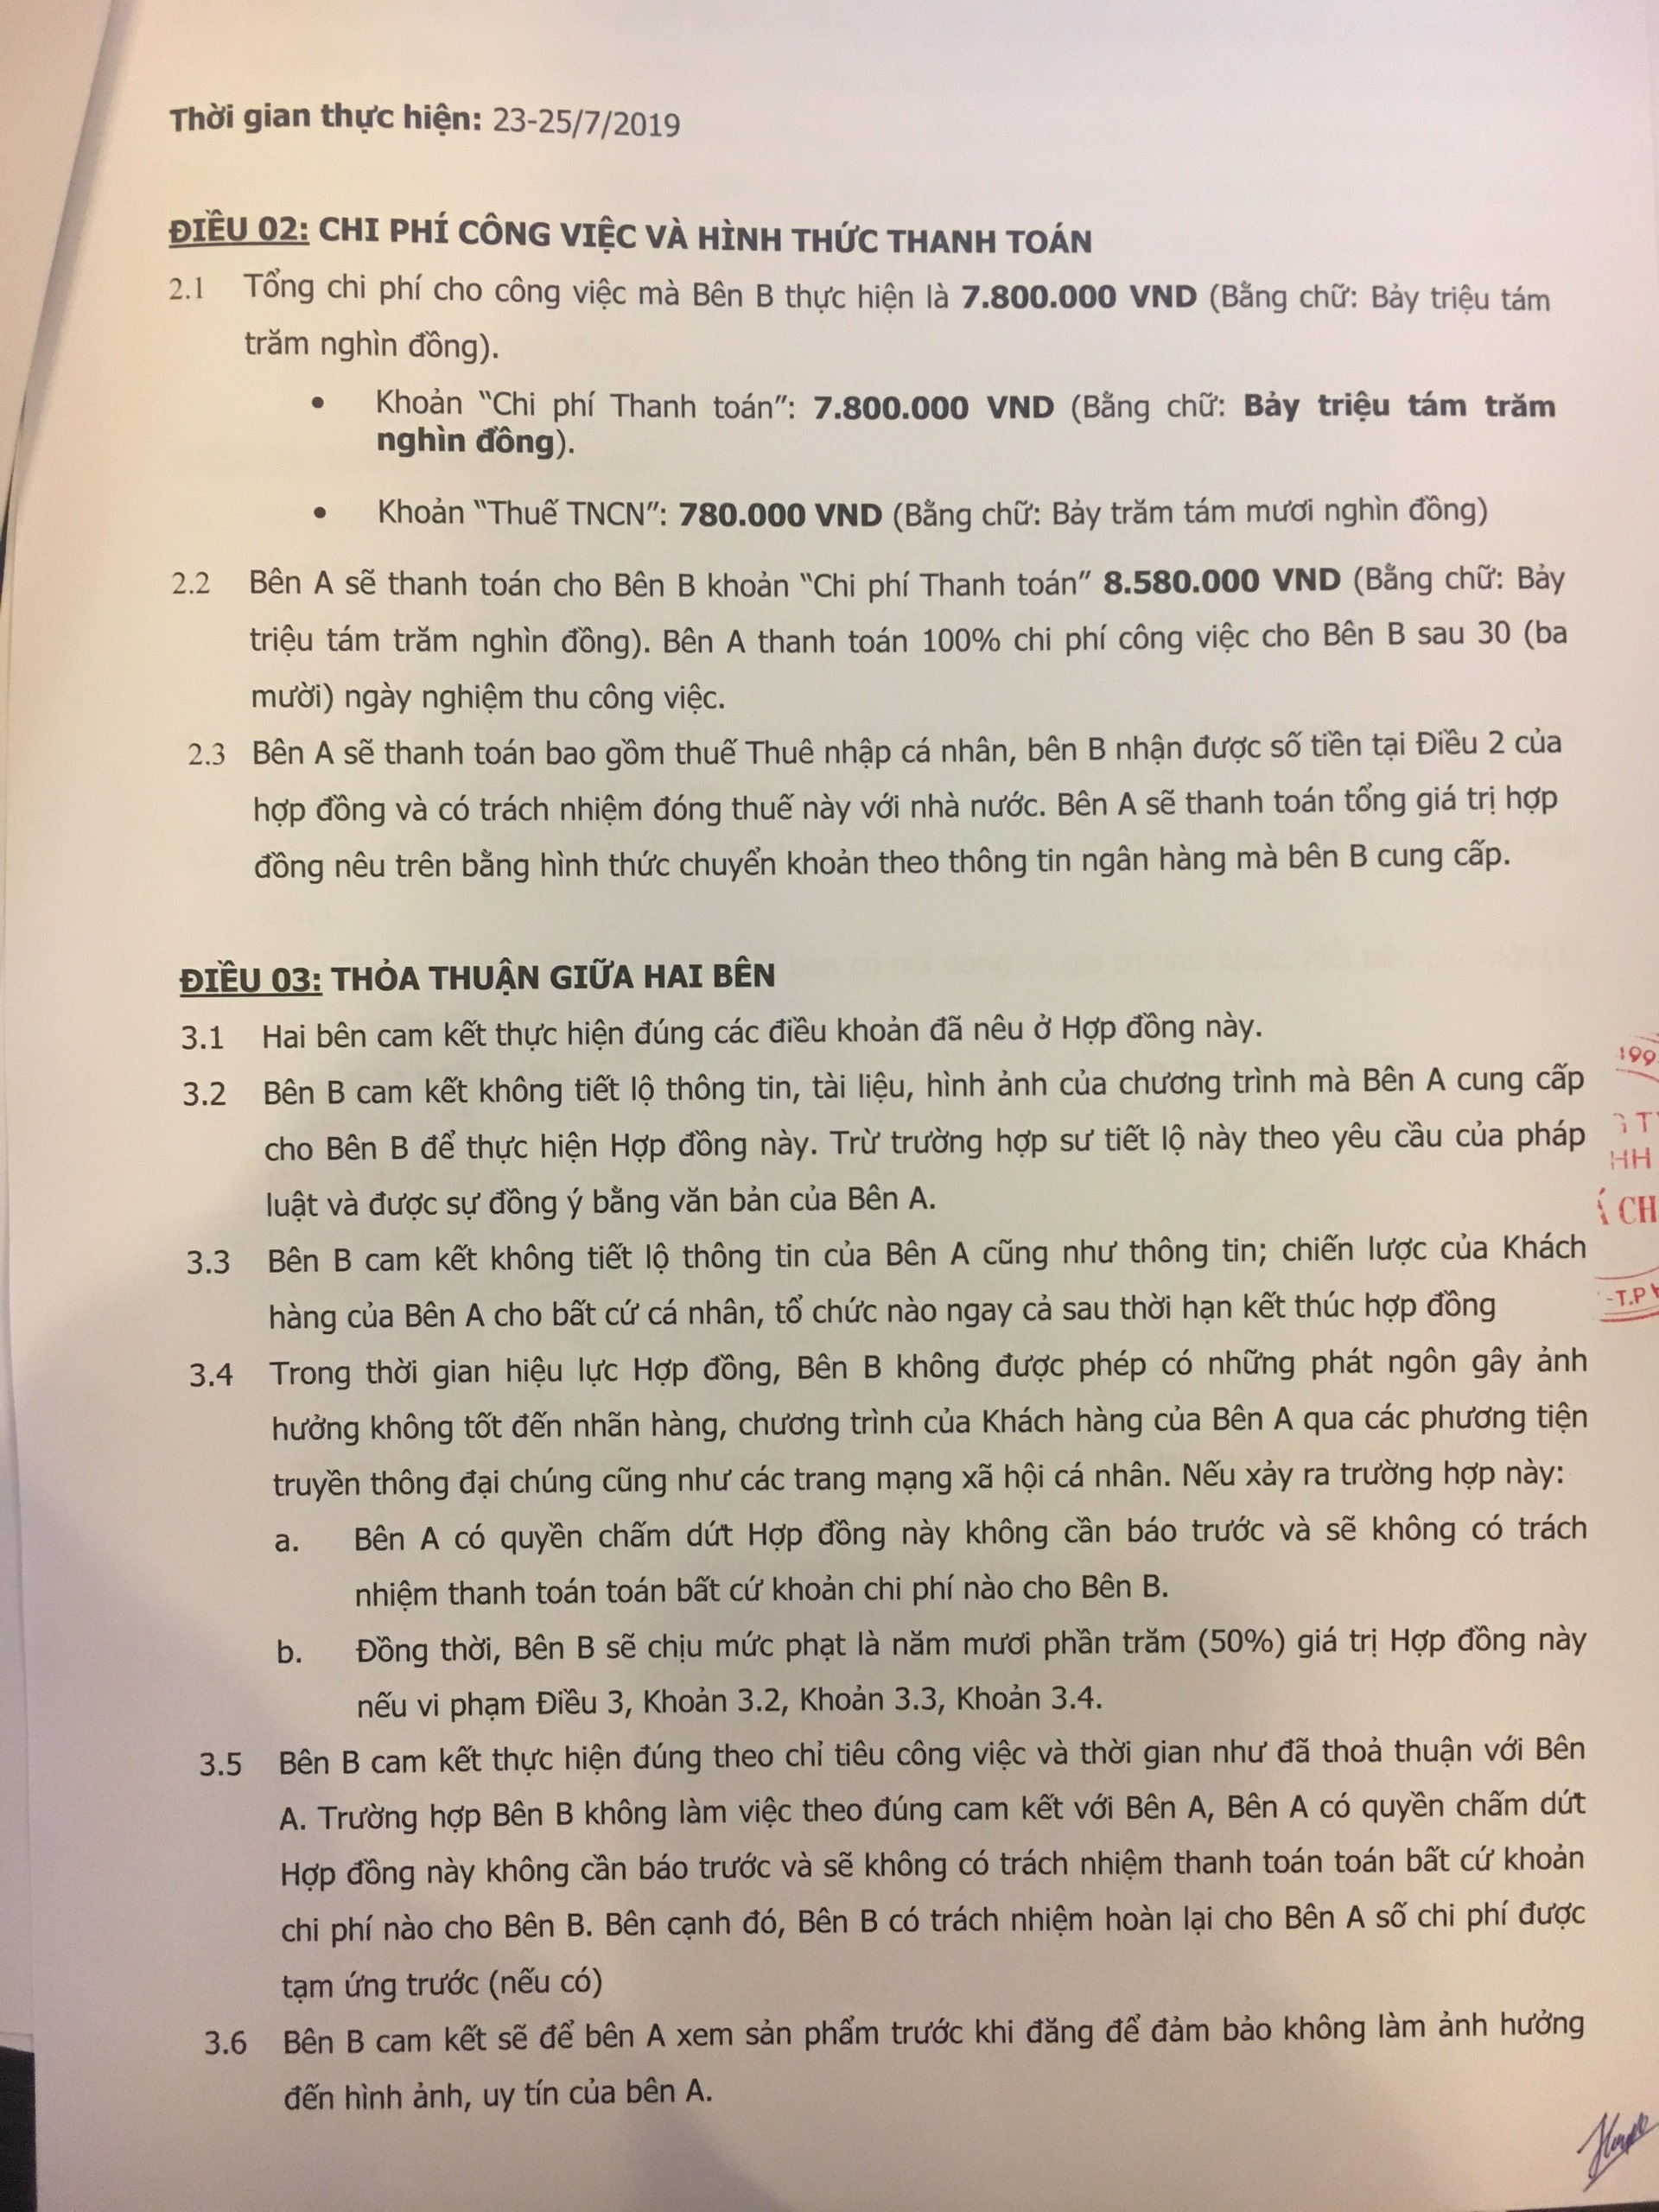 Thời gian thực hiện: 23-25/7/2019
ĐIỀU 02: CHI PHÍ CÔNG VIỆC VÀ HÌNH THỨC THANH TOÁN
2.1 Tổng chi phí cho công việc mà Bên B thực hiện là 7.800.000 VND (Bằng chữ: Bảy triệu tám
trăm nghìn đồng).
• Khoản “Chi phí Thanh toán”: 7.800.000 VND (Bằng chữ: Bảy triệu tám trăm
nghìn đồng).
• Khoản “Thuế TNCN”: 780.000 VND (Bằng chữ: Bảy trăm tám mươi nghìn đồng)
2.2 Bên A sẽ thanh toán cho Bên B khoản “Chi phí Thanh toán” 8.580.000 VND (Bằng chữ: Bảy
triệu tám trăm nghìn đồng). Bên A thanh toán 100% chi phí công việc cho Bên B sau 30 (ba
mười) ngày nghiệm thu công việc.
2.3 Bên A sẽ thanh toán bao gồm thuế Thuê nhập cá nhân, bên B nhận được số tiền tại Điều 2 của
hợp đồng và có trách nhiệm đóng thuế này với nhà nước. Bên A sẽ thanh toán tổng giá trị hợp
đồng nêu trên bằng hình thức chuyển khoản theo thông tin ngân hàng mà bên B cung cấp.
ĐIỀU 03: THỎA THUẬN GIỮA HAI BÊN
3.1 Hai bên cam kết thực hiện đúng các điều khoản đã nêu ở Hợp đồng này.
3.2 Bên B cam kết không tiết lộ thông tin, tài liệu, hình ảnh của chương trình mà Bên A cung cấp
cho Bên B để thực hiện Hợp đồng này. Trừ trường hợp sư tiết lộ này theo yêu cầu của pháp
luật và được sự đồng ý bằng văn bản của Bên A.
3.3 Bên B cam kết không tiết lộ thông tin của Bên A cũng như thông tin; chiến lược của Khách
hàng của Bên A cho bất cứ cá nhân, tổ chức nào ngay cả sau thời hạn kết thúc hợp đồng
3.4 Trong thời gian hiệu lực Hợp đồng, Bên B không được phép có những phát ngôn gây ảnh
hưởng không tốt đến nhãn hàng, chương trình của Khách hàng của Bên A qua các phương tiện
truyền thông đại chúng cũng như các trang mạng xã hội cá nhân. Nếu xảy ra trường hợp này:
a. Bên A có quyền chấm dứt Hợp đồng này không cần báo trước và sẽ không có trách
nhiệm thanh toán toán bất cứ khoản chi phí nào cho Bên B.
b. Đồng thời, Bên B sẽ chịu mức phạt là năm mươi phần trăm (50%) giá trị Hợp đồng này
nếu vi phạm Điều 3, Khoản 3.2, Khoản 3.3, Khoản 3.4.
3.5 Bên B cam kết thực hiện đúng theo chỉ tiêu công việc và thời gian như đã thoả thuận với Bên
A. Trường hợp Bên B không làm việc theo đúng cam kết với Bên A, Bên A có quyền chấm dứt
Hợp đồng này không cần báo trước và sẽ không có trách nhiệm thanh toán toán bất cứ khoản
chi phí nào cho Bên B. Bên cạnh đó, Bên B có trách nhiệm hoàn lại cho Bên A số chi phí được
tạm ứng trước (nếu có)
3.6 Bên B cam kết sẽ để bên A xem sản phẩm trước khi đăng để đảm bảo không làm ảnh hưởng
đến hình ảnh, uy tín của bên A.
199
HH
CH
-T.P